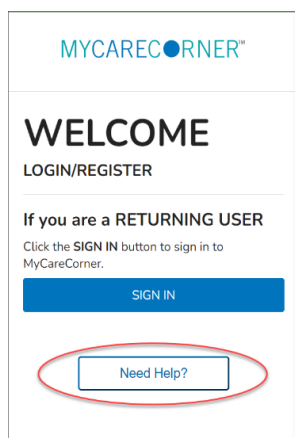 MYCARECORNER™
WELCOME
LOGIN/REGISTER
If you are a RETURNING USER
Click the SIGN IN button to sign in to
MyCareCorner.
SIGN IN
Need Help?